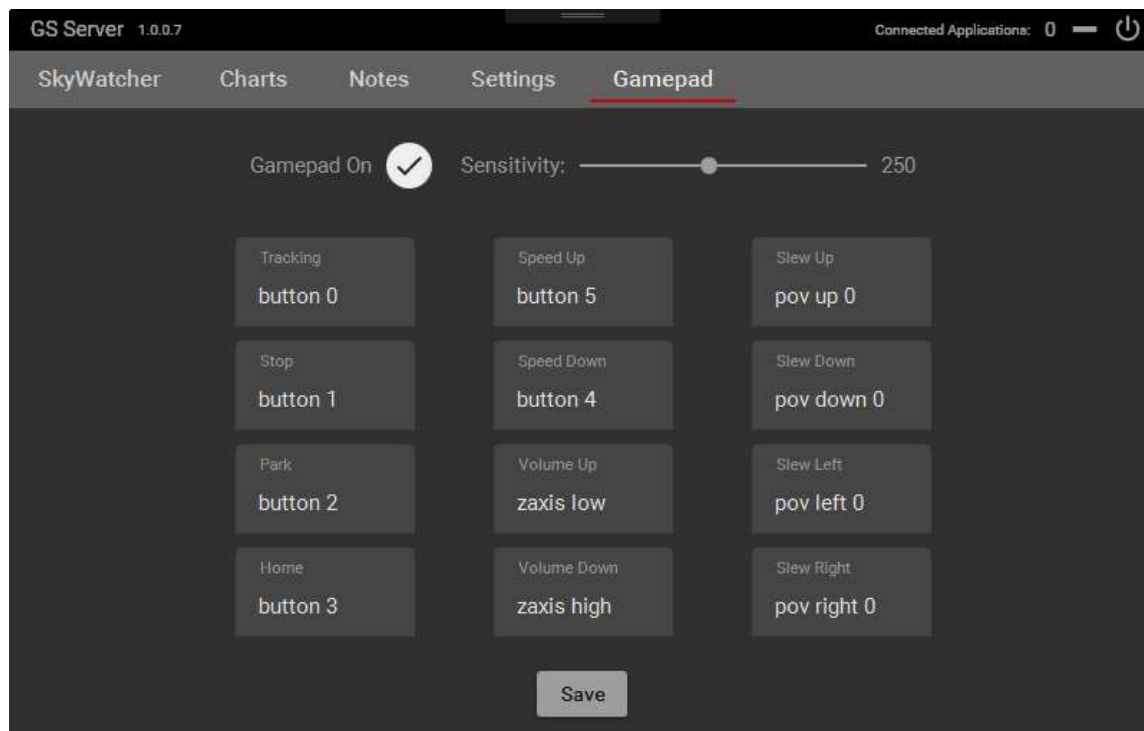 GS Server 1.0.0.7 Connected Applications: 0
SkyWatcher Charts Notes Settings Gamepad
Gamepad On Sensitivity: 250
Tracking Speed Up Slew Up
button 0 button 5 pov up 0
Stop Speed Down Slew Down
button 1 button 4 pov down 0
Park Volume Up Slew Left
button 2 zaxis low pov left 0
Home Volume Down Slew Right
button 3 zaxis high pov right 0
Save